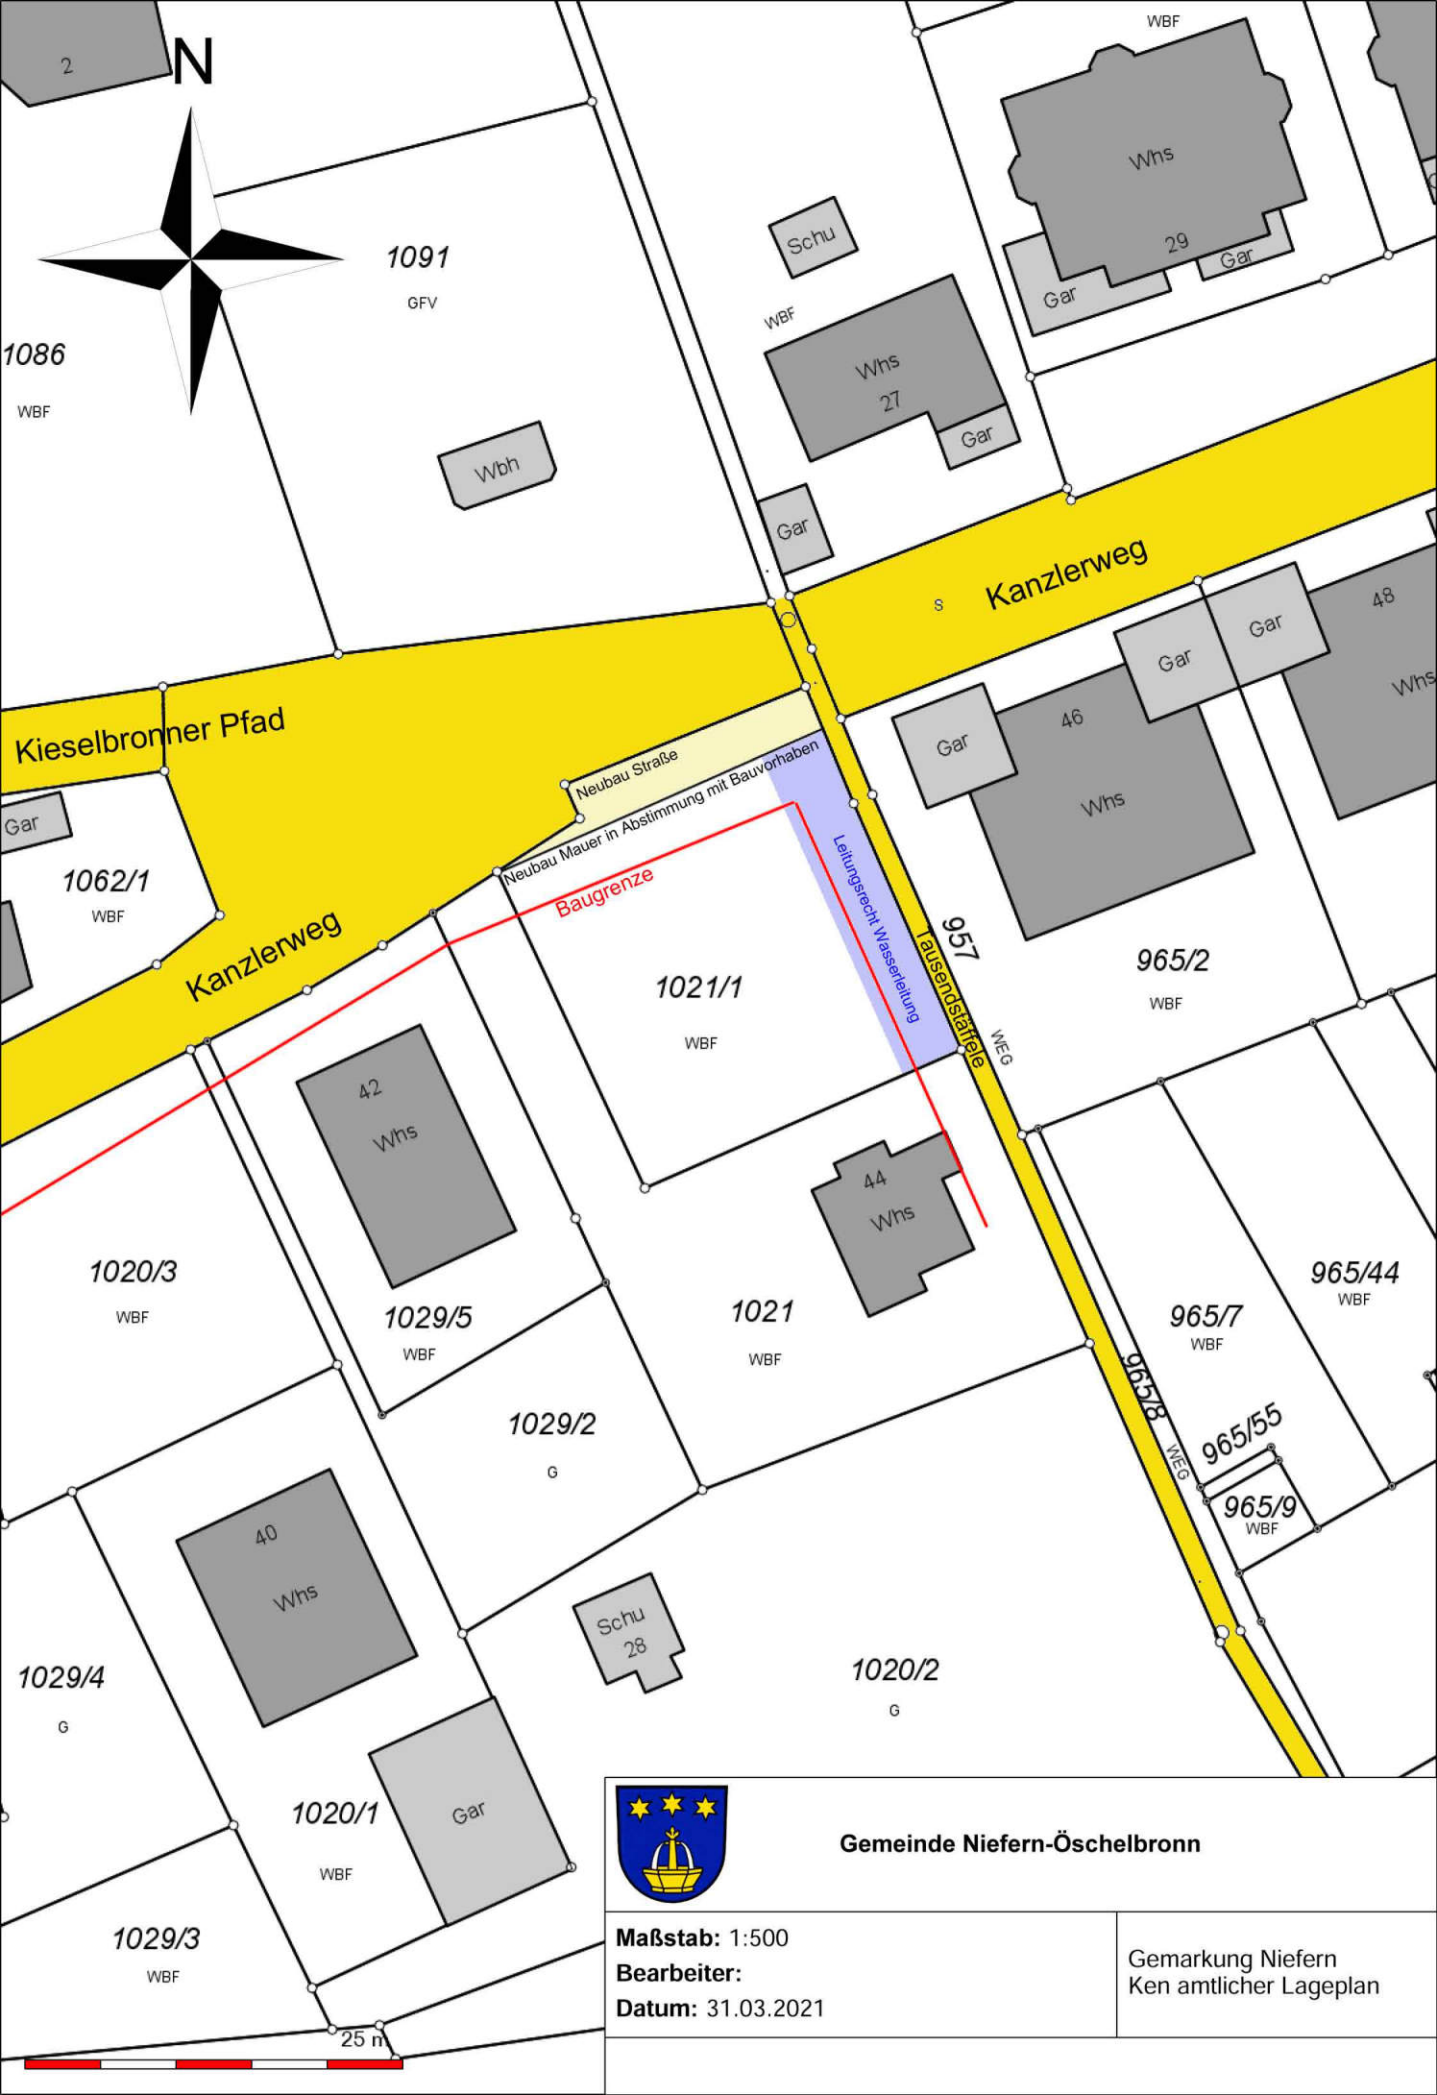 N
2
WBF
Whs
29
Gar
Gar
Schu
1091
GFV
WBF
Whs
27
Gar
1086
WBF
Wbh
Gar
Kanzlerweg
S
48
Gar
Gar
Whs
46
Gar
Whs
Kieselbronner Pfad
Neubau Straße
Neubau Mauer in Abstimmung mit Bauvorhaben
Gar
Baugrenze
Leitungsrecht Wasserleitung
1062/1
WBF
Kanzlerweg
957
Tausendstäffele
WEG
965/2
WBF
1021/1
WBF
42
Whs
44
Whs
1020/3
WBF
1029/5
WBF
1021
WBF
965/44
WBF
965/7
WBF
965/8
WEG
965/55
965/9
WBF
1029/2
G
40
Whs
Schu
28
1029/4
G
1020/2
G
1020/1
WBF
Gar
1029/3
WBF
25 m
Gemeinde Niefern-Öschelbronn
Maßstab: 1:500
Bearbeiter:
Datum: 31.03.2021
Gemarkung Niefern
Ken amtlicher Lageplan